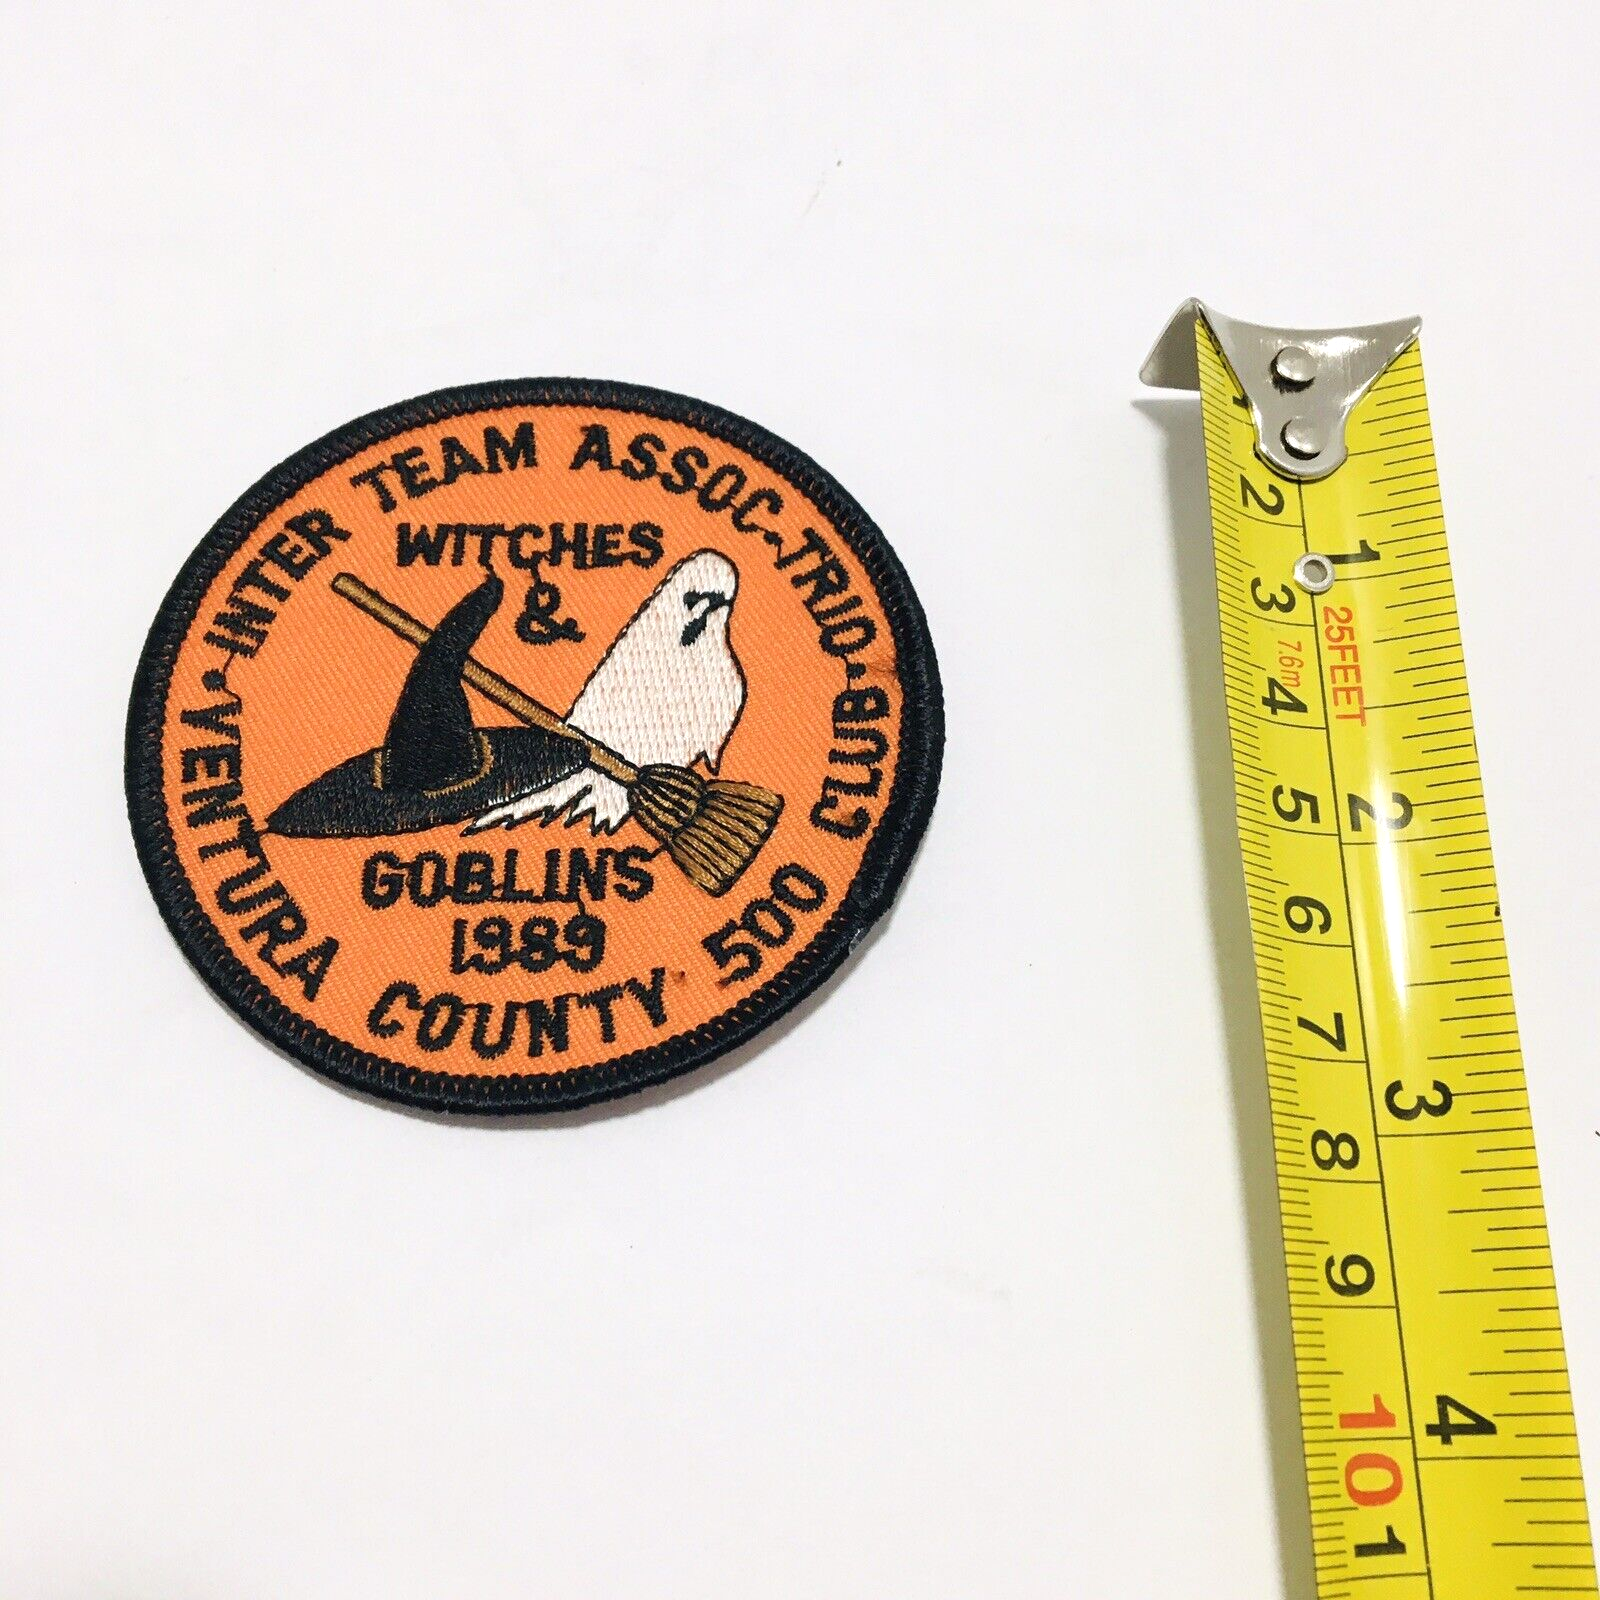 • INTER TEAM ASSOC. TRIO •
WITCHES
&
GOBLINS
1989
VENTURA COUNTY 500 CLUB
1
2
3
4
25FEET
7.6m
2
3
4
5
6
7
8
9
10
1